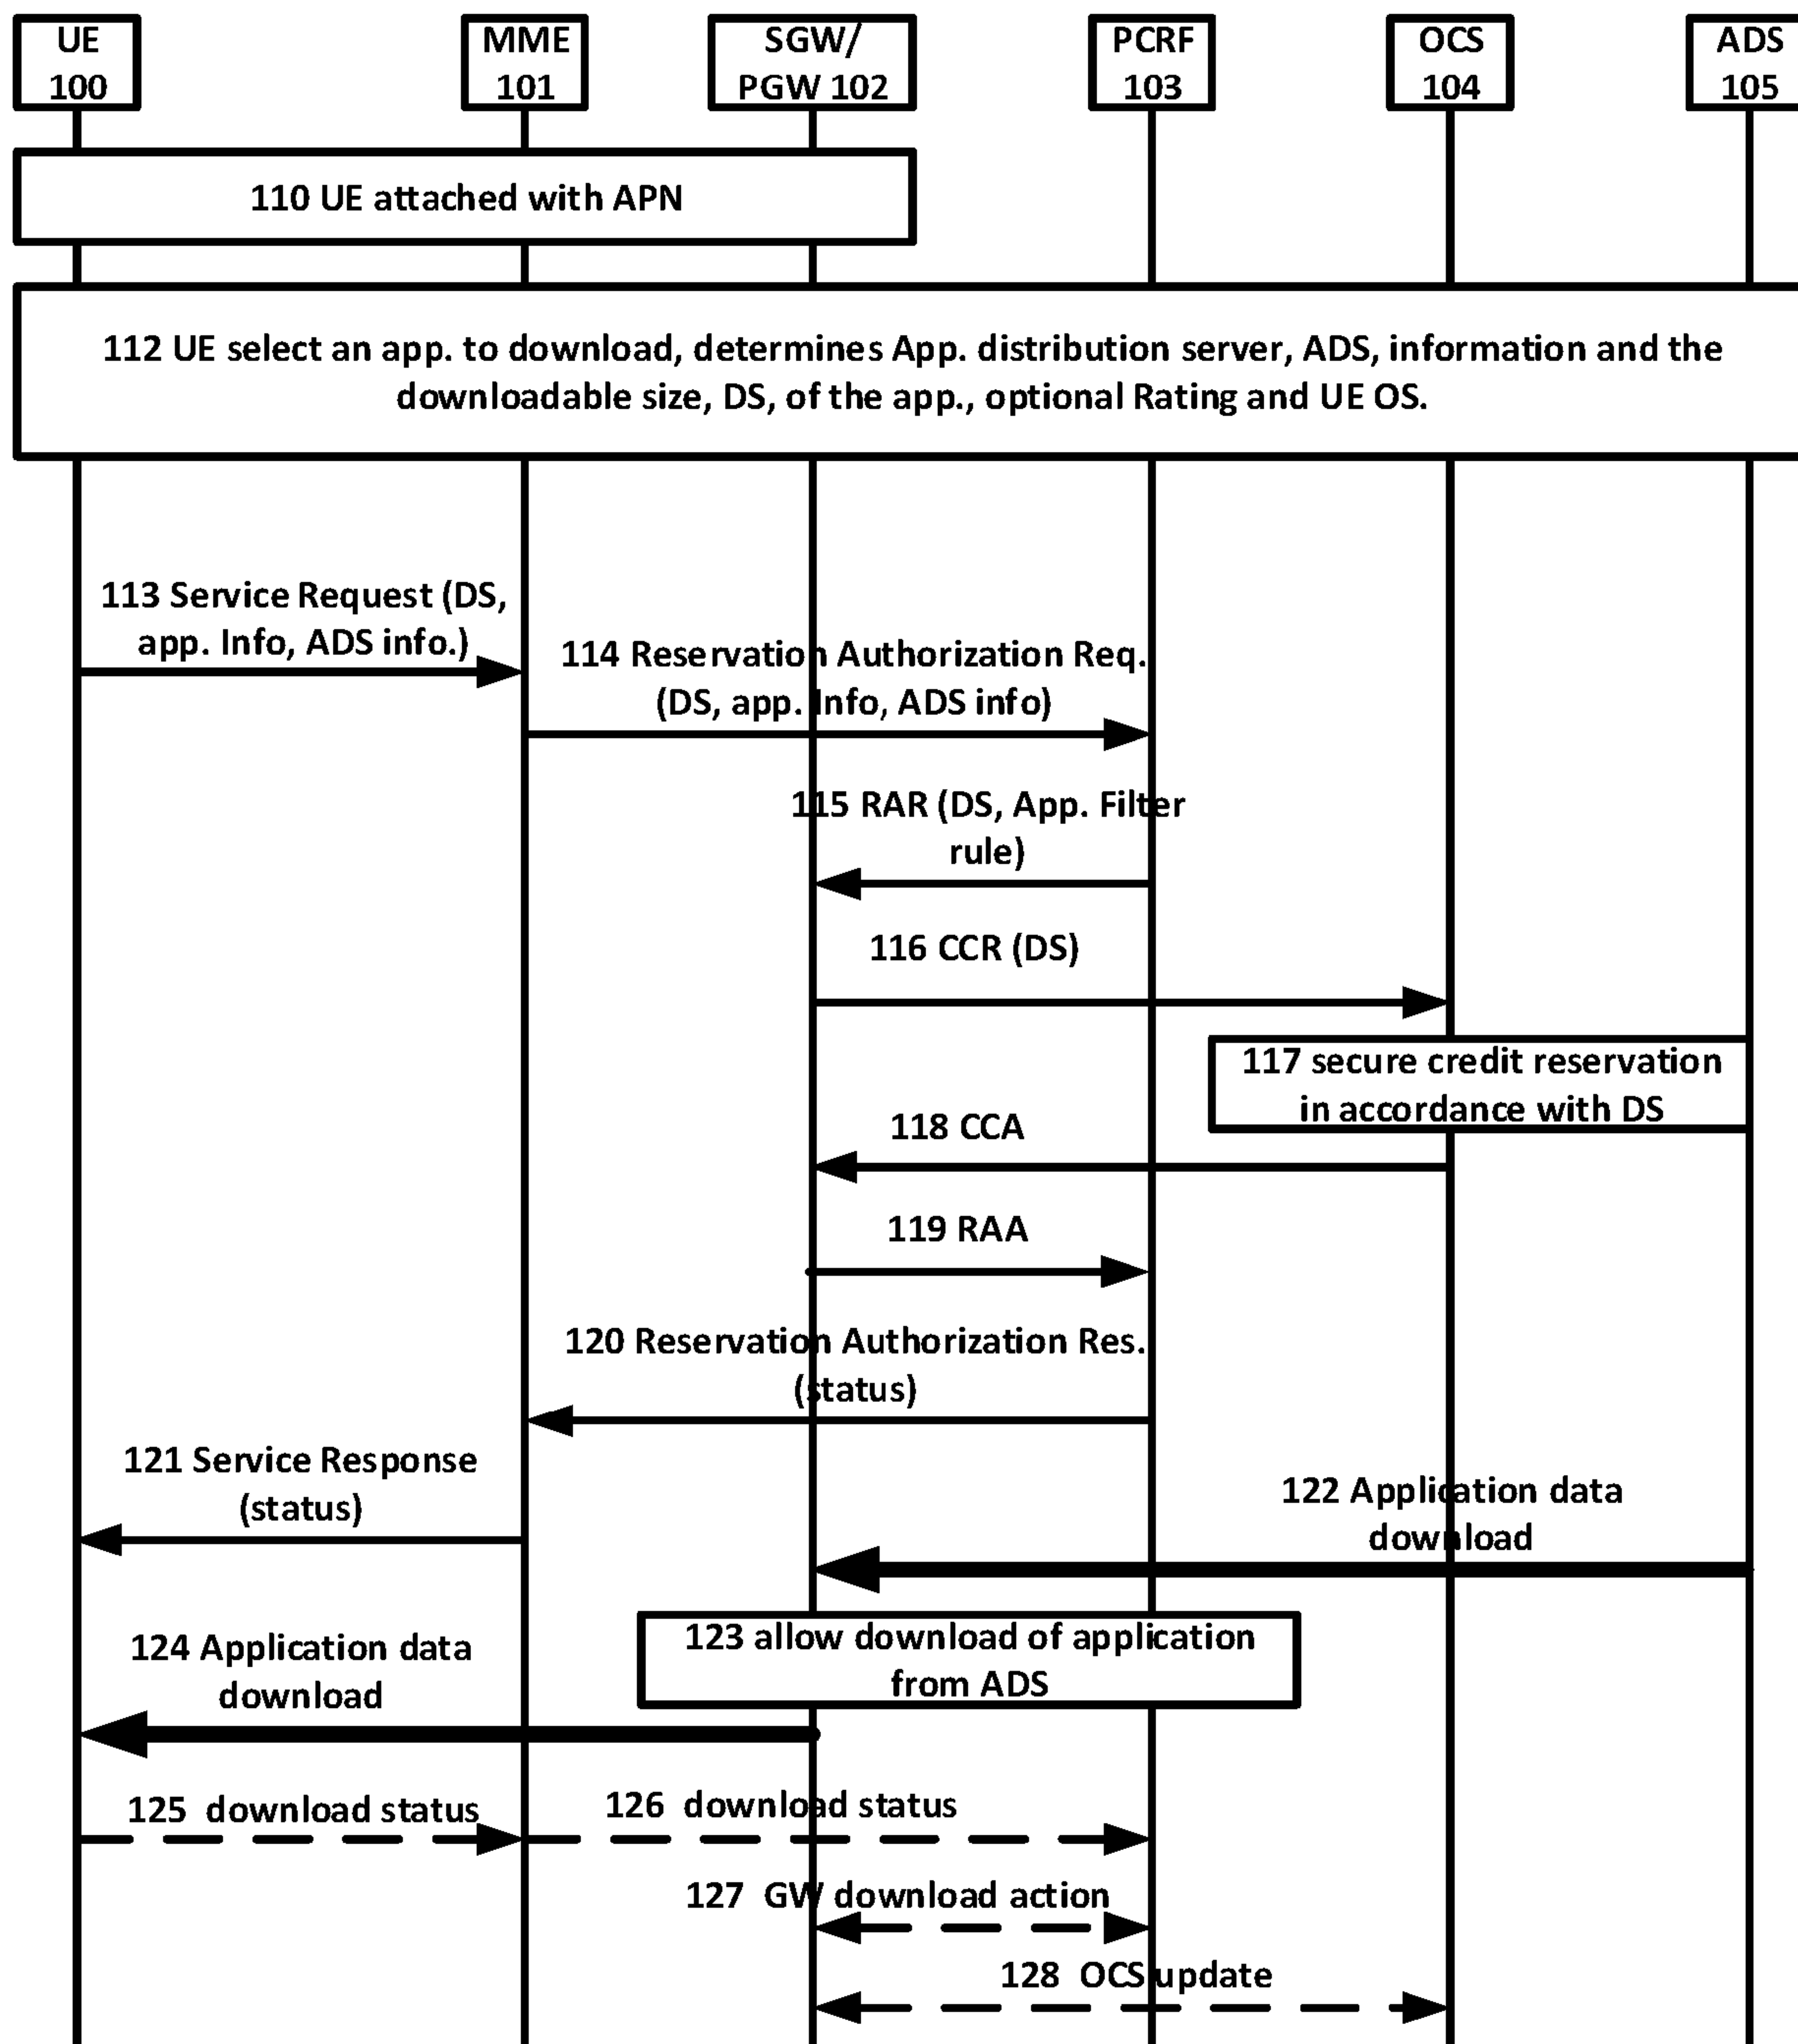 UE
100
MME
101
SGW/
PGW 102
PCRF
103
OCS
104
ADS
105
110 UE attached with APN
112 UE select an app. to download, determines App. distribution server, ADS, information and the
downloadable size, DS, of the app., optional Rating and UE OS.
113 Service Request (DS,
app. Info, ADS info.)
114 Reservation Authorization Req.
(DS, app. Info, ADS info)
115 RAR (DS, App. Filter
rule)
116 CCR (DS)
117 secure credit reservation
in accordance with DS
118 CCA
119 RAA
120 Reservation Authorization Res.
(status)
121 Service Response
(status)
122 Application data
download
123 allow download of application
from ADS
124 Application data
download
125 download status
126 download status
127 GW download action
128 OCS update